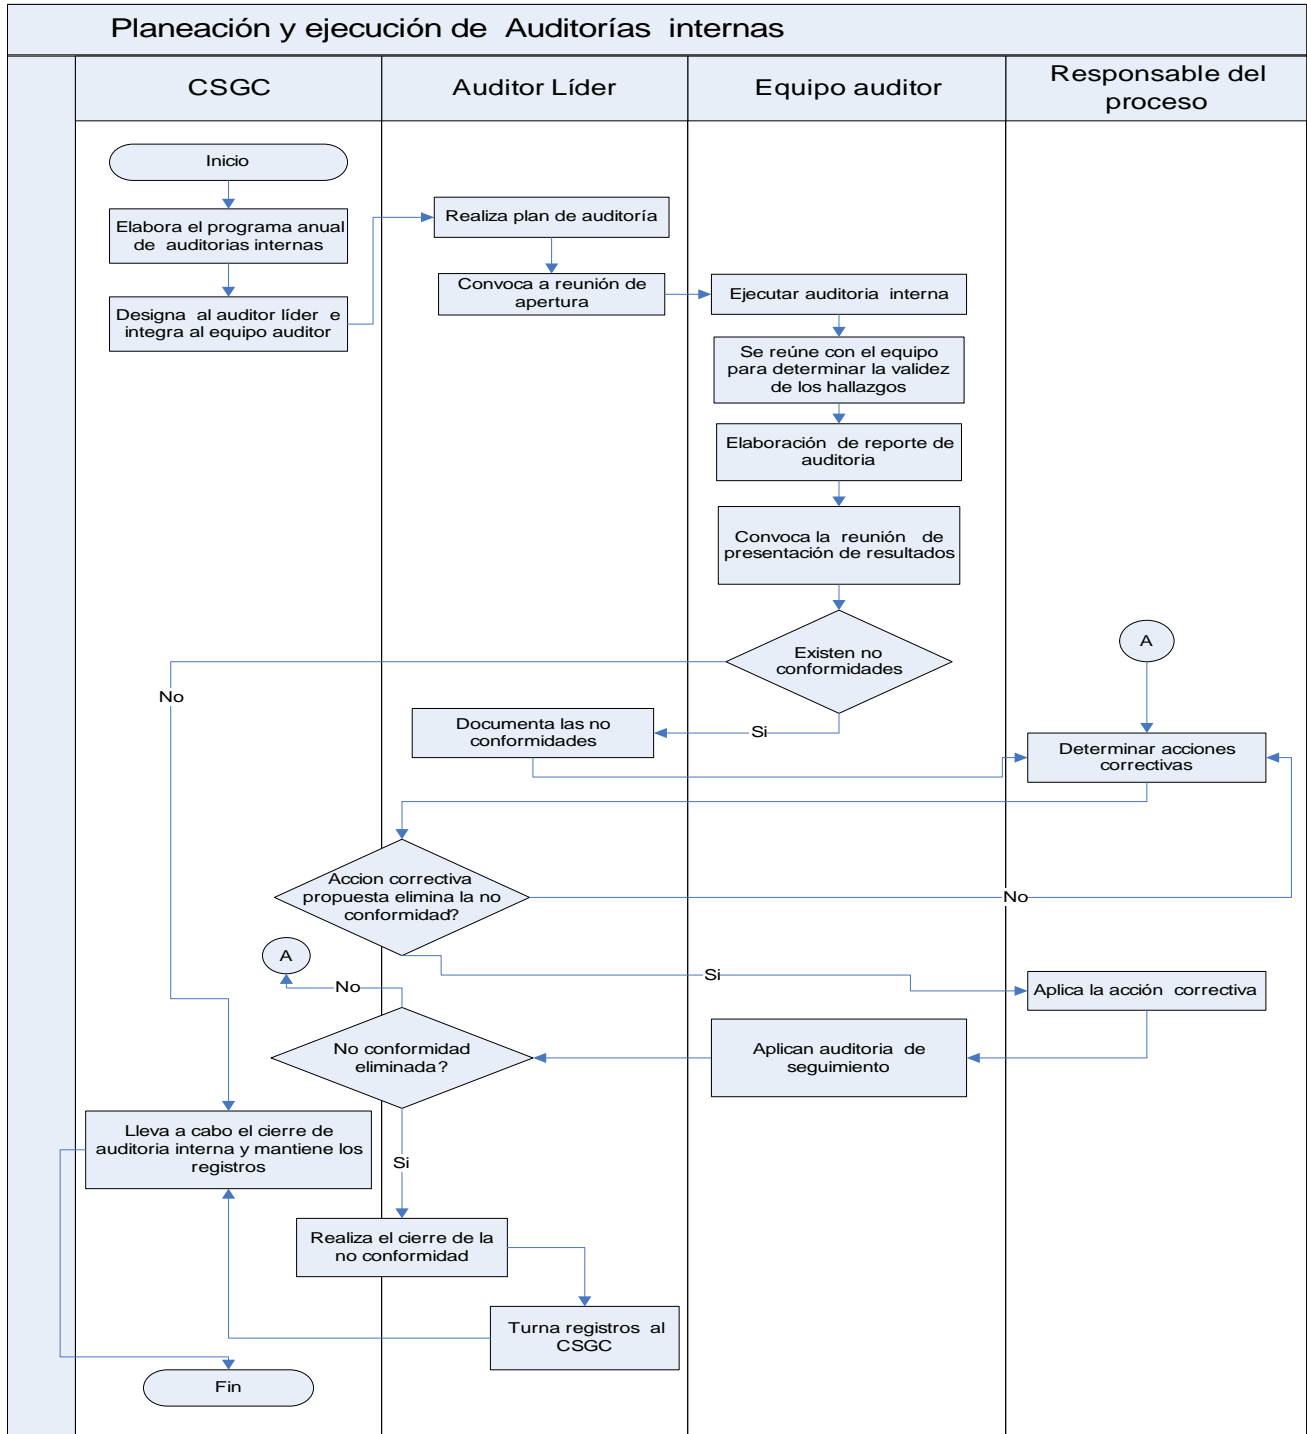 Planeación y ejecución de Auditorías internas
CSGC
Auditor Líder
Equipo auditor
Responsable del
proceso
Inicio
Elabora el programa anual
de auditorias internas
Designa al auditor líder e
integra al equipo auditor
Realiza plan de auditoría
Convoca a reunión de
apertura
Ejecutar auditoria interna
Se reúne con el equipo
para determinar la validez
de los hallazgos
Elaboración de reporte de
auditoria
Convoca la reunión de
presentación de resultados
Existen no
conformidades
A
No
Si
Documenta las no
conformidades
Determinar acciones
correctivas
Accion correctiva
propuesta elimina la no
conformidad?
No
A
Si
No
Aplica la acción correctiva
No conformidad
eliminada?
Aplican auditoria de
seguimiento
Lleva a cabo el cierre de
auditoria interna y mantiene los
registros
Si
Realiza el cierre de la
no conformidad
Turna registros al
CSGC
Fin